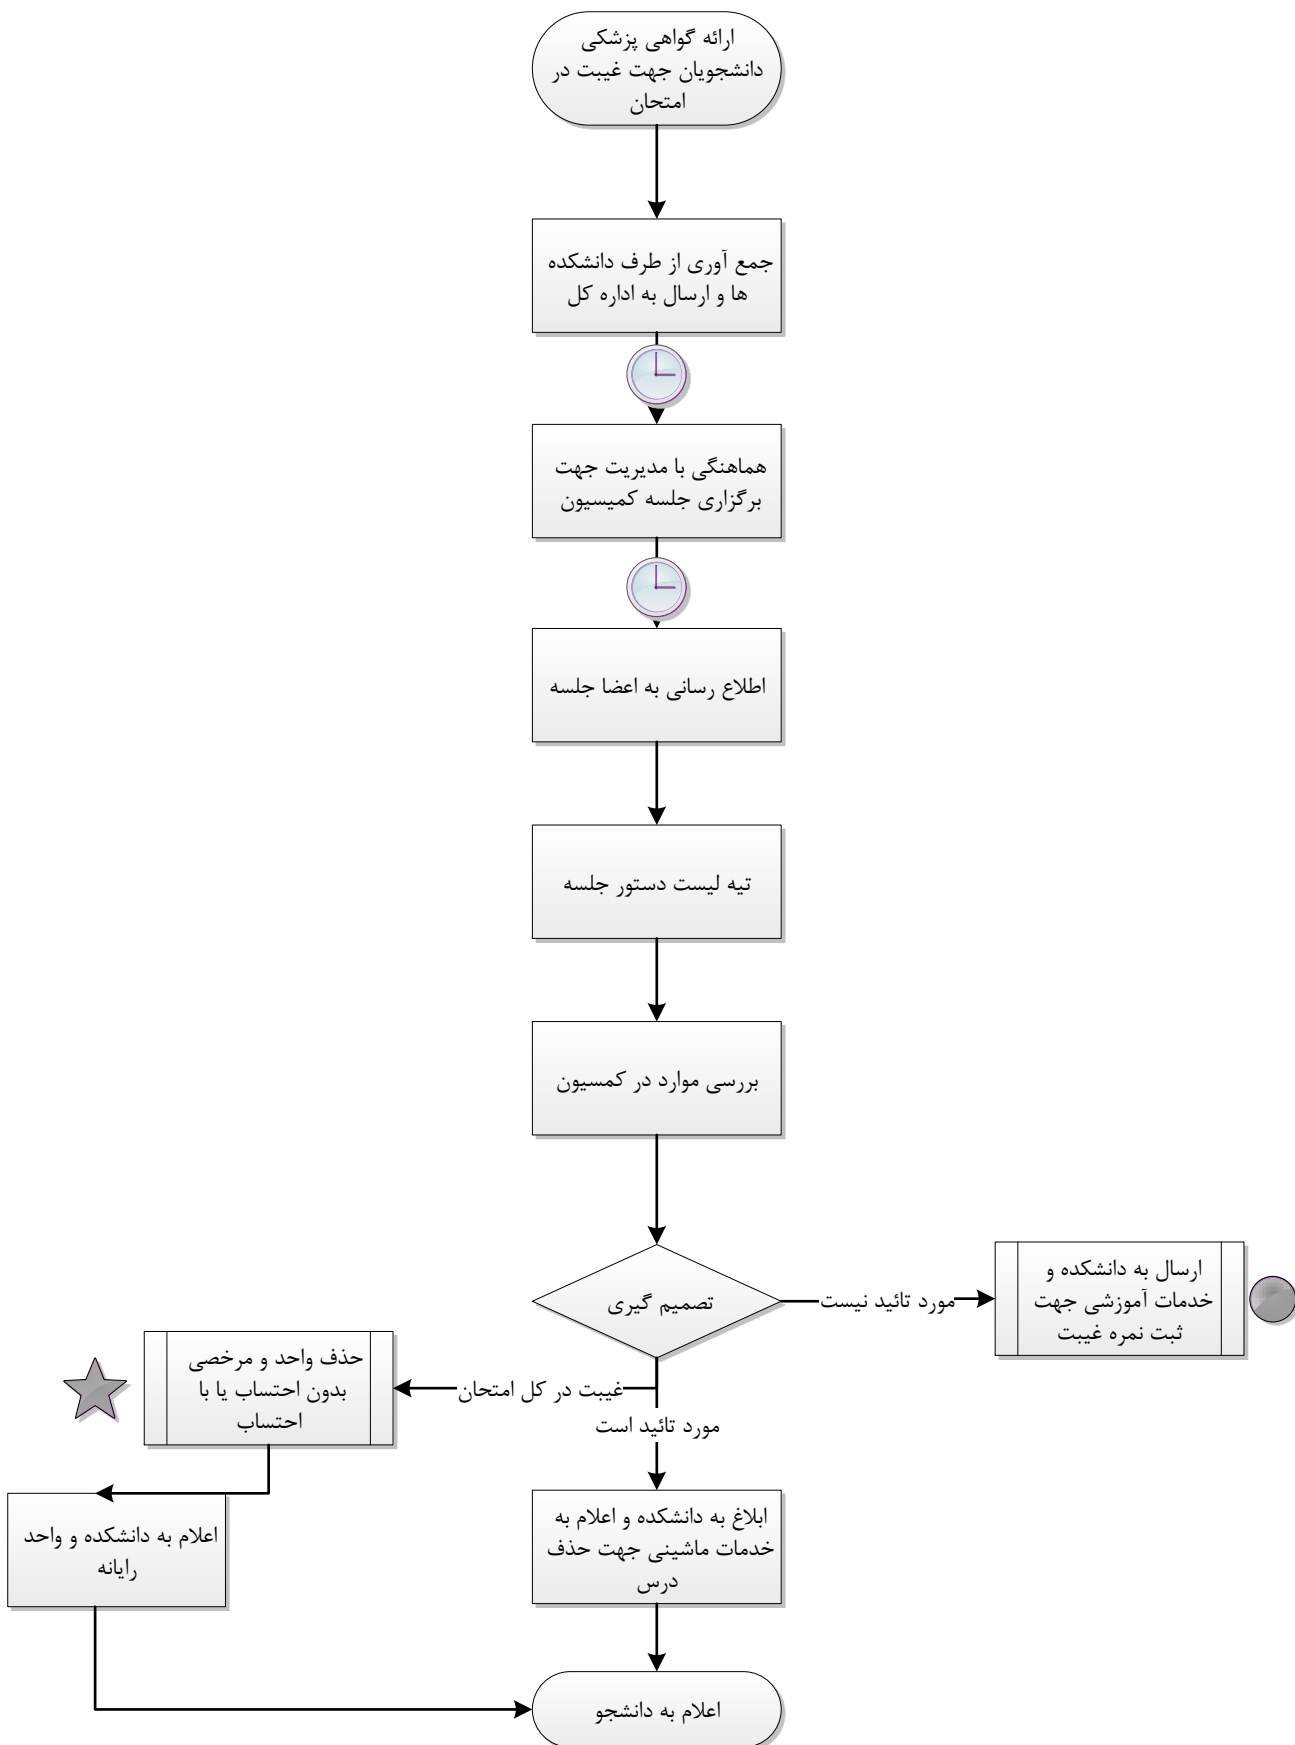 ارائه گواهی پزشکی
دانشجویان جهت غیبت در
امتحان
جمع آوری از طرف دانشکده
ها و ارسال به اداره کل
هماهنگی با مدیریت جهت
برگزاری جلسه کمیسیون
اطلاع رسانی به اعضا جلسه
تیه لیست دستور جلسه
بررسی موارد در کمسیون
تصمیم گیری
مورد تائید نیست
ارسال به دانشکده و
خدمات آموزشی جهت
ثبت نمره غیبت
غیبت در کل امتحان
حذف واحد و مرخصی
بدون احتساب یا با
احتساب
مورد تائید است
ابلاغ به دانشکده و اعلام به
خدمات ماشینی جهت حذف
درس
اعلام به دانشکده و واحد
رایانه
اعلام به دانشجو